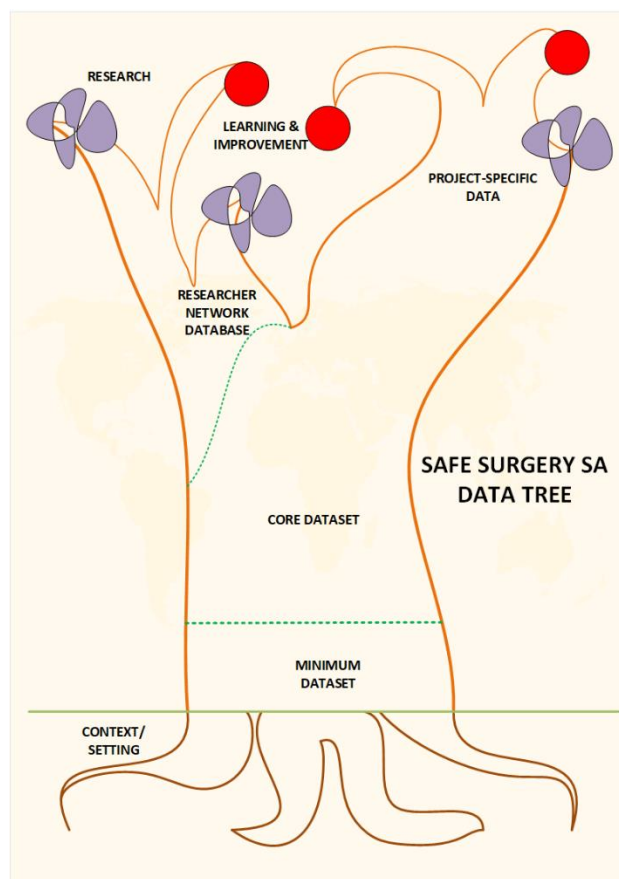 RESEARCH
LEARNING &
IMPROVEMENT
PROJECT-SPECIFIC
DATA
RESEARCHER
NETWORK
DATABASE
SAFE SURGERY SA
DATA TREE
CORE DATASET
MINIMUM
DATASET
CONTEXT/
SETTING